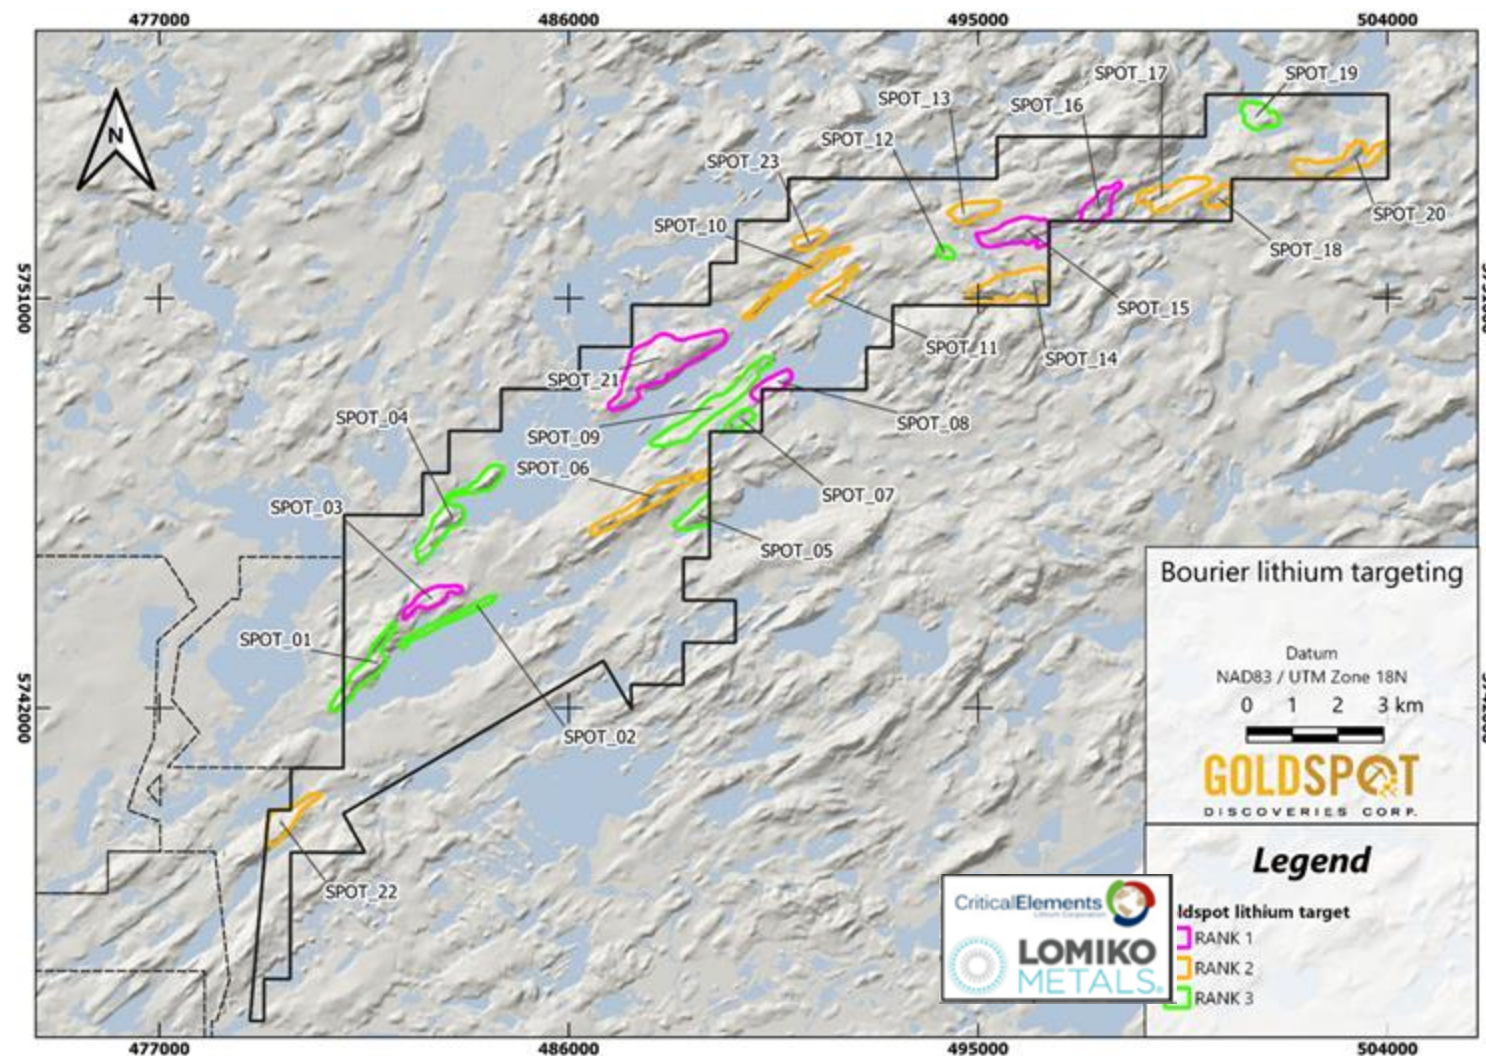 477000
486000
495000
504000
N
SPOT_17
SPOT_19
SPOT_13
SPOT_16
SPOT_12
SPOT_23
SPOT_20
SPOT_10
SPOT_18
5751000
SPOT_15
SPOT_11
SPOT_14
SPOT_21
SPOT_04
SPOT_08
SPOT_09
SPOT_06
SPOT_07
SPOT_03
SPOT_05
Bourier lithium targeting
SPOT_01
Datum
NAD83 / UTM Zone 18N
5742000
0 1 2 3 km
SPOT_02
GOLDSPOT
DISCOVERIES CORP.
SPOT_22
Legend
CriticalElements
Lithium Corporation
ldspot lithium target
RANK 1
LOMIKO
METALS
RANK 2
RANK 3
477000
486000
495000
504000